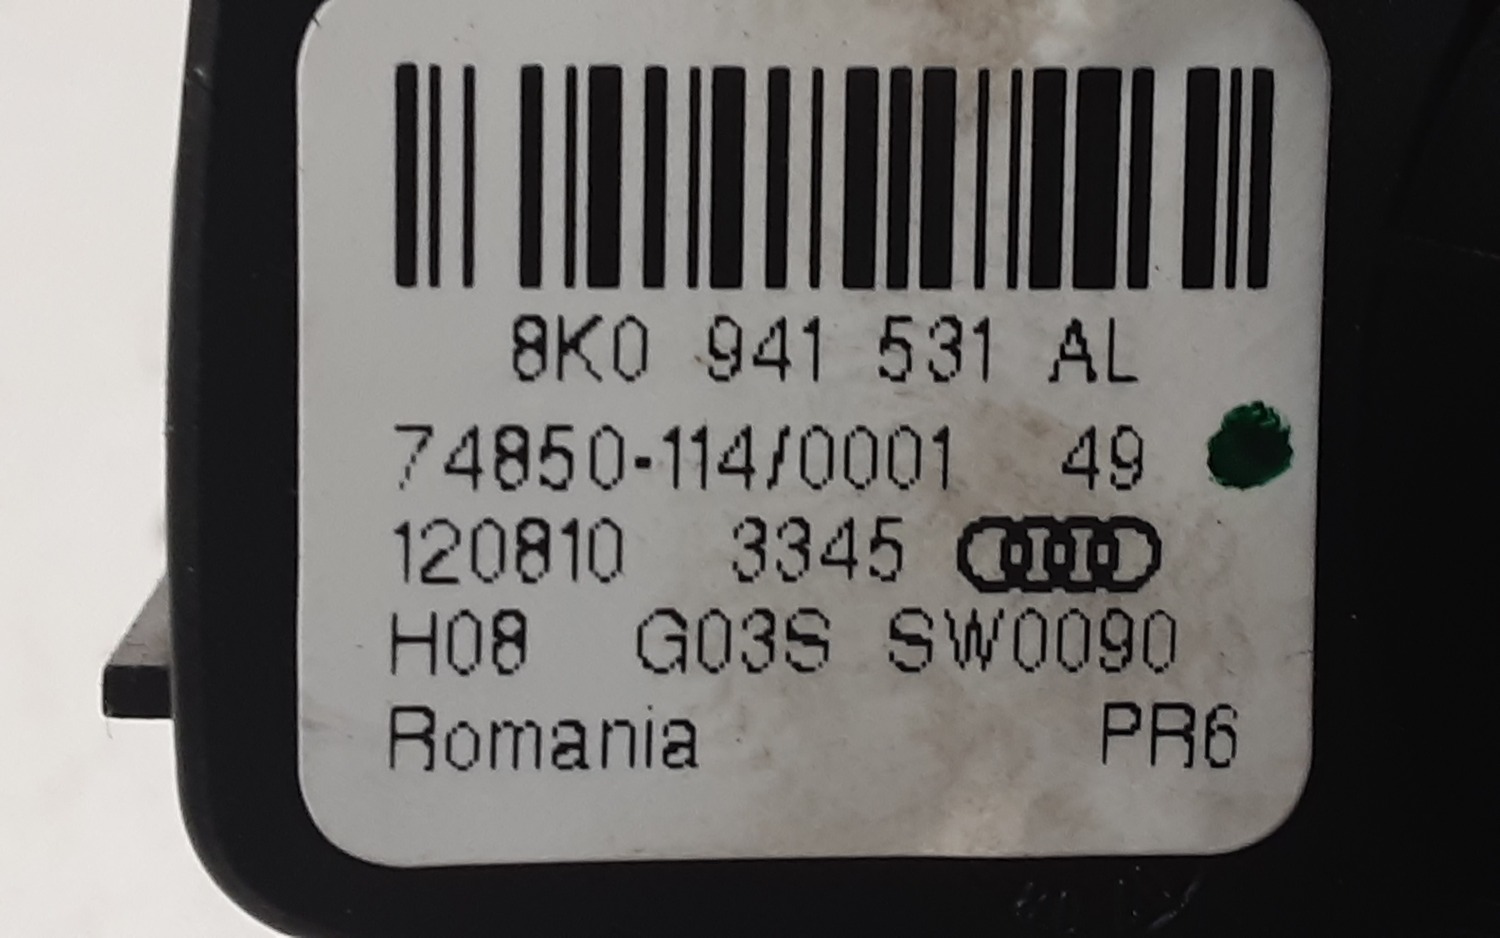 8K0 941 531 AL
74850-114/0001 49
120810 3345
H08 G03S SW0090
Romania PR6